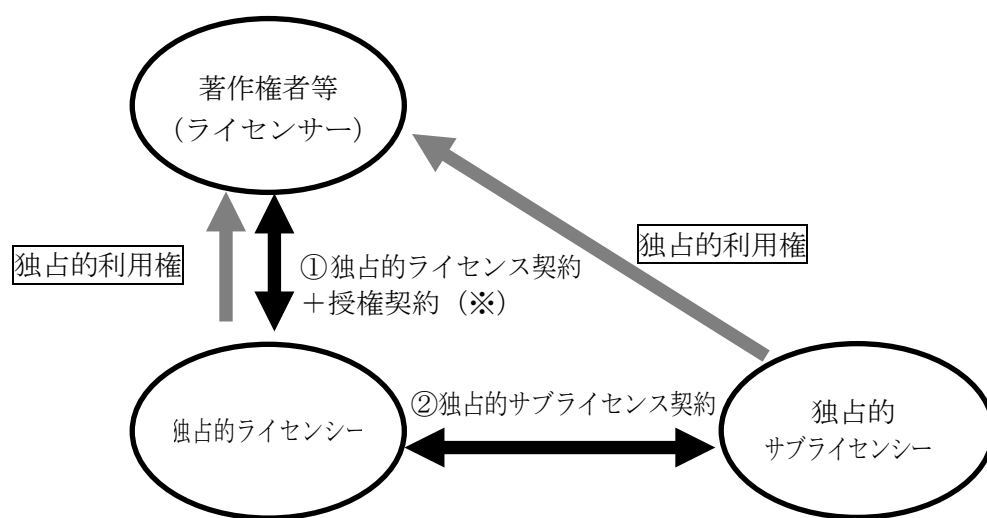 著作権者等
（ライセンサー）
独占的利用権
独占的利用権
①独占的ライセンス契約
＋授権契約（※）
独占的ライセンシー
②独占的サブライセンス契約
独占的
サブライセンシー